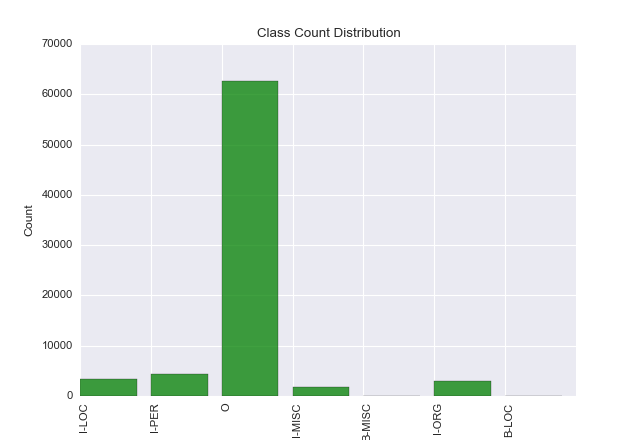 Class Count Distribution
70000
60000
50000
40000
30000
20000
10000
0
Count
I-LOC
I-PER
O
I-MISC
B-MISC
I-ORG
B-LOC